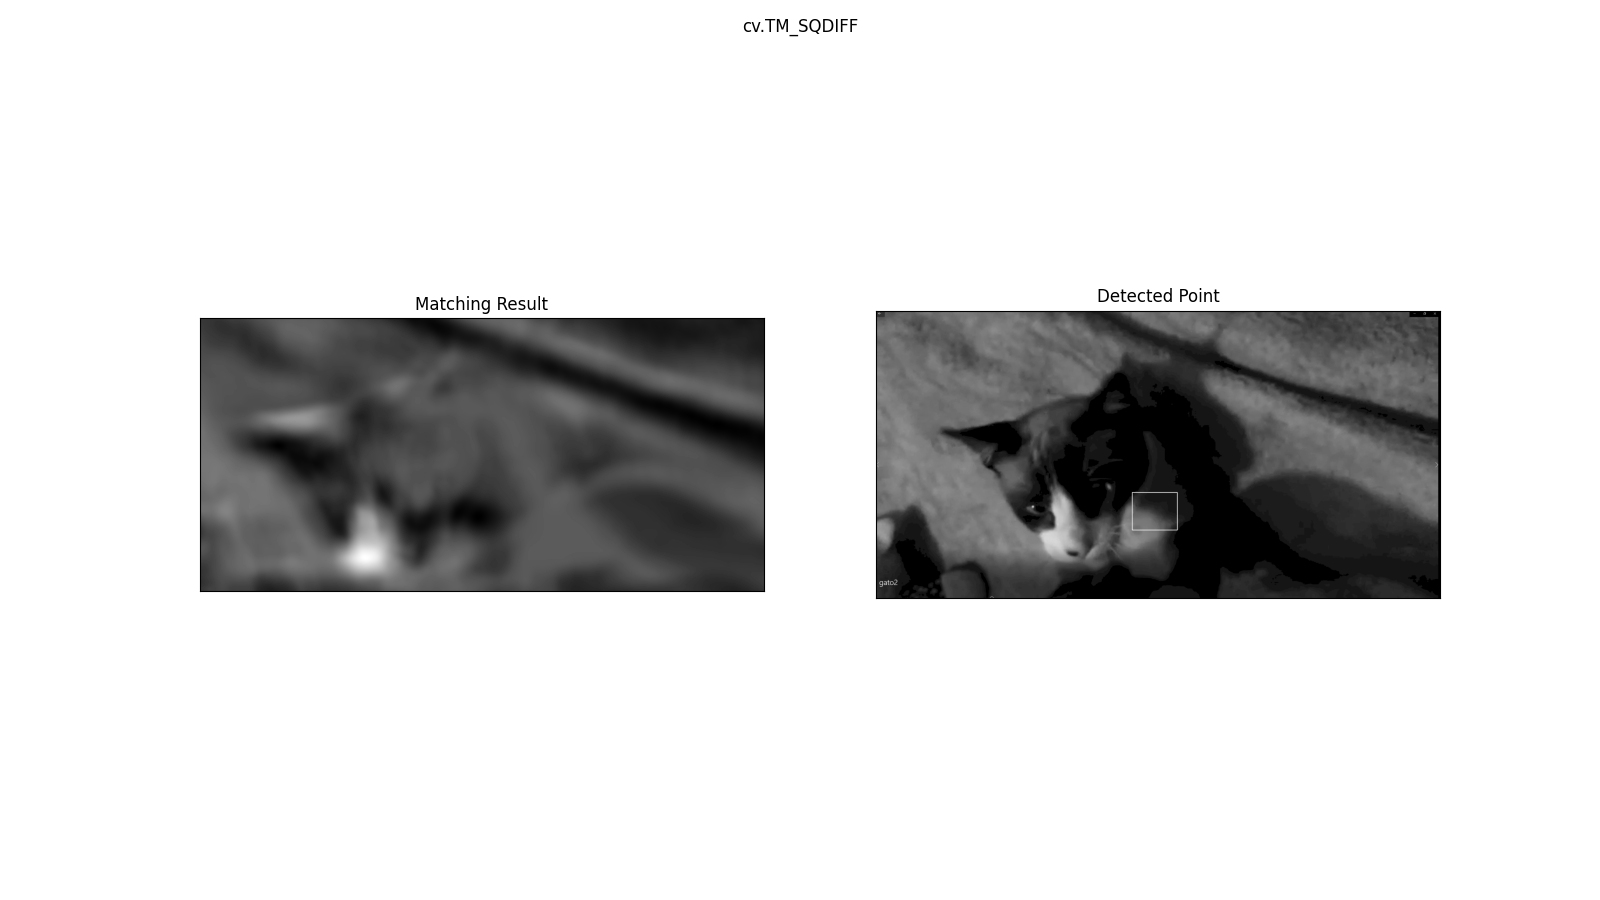 cv.TM_SQDIFF
Matching Result
Detected Point
gato2